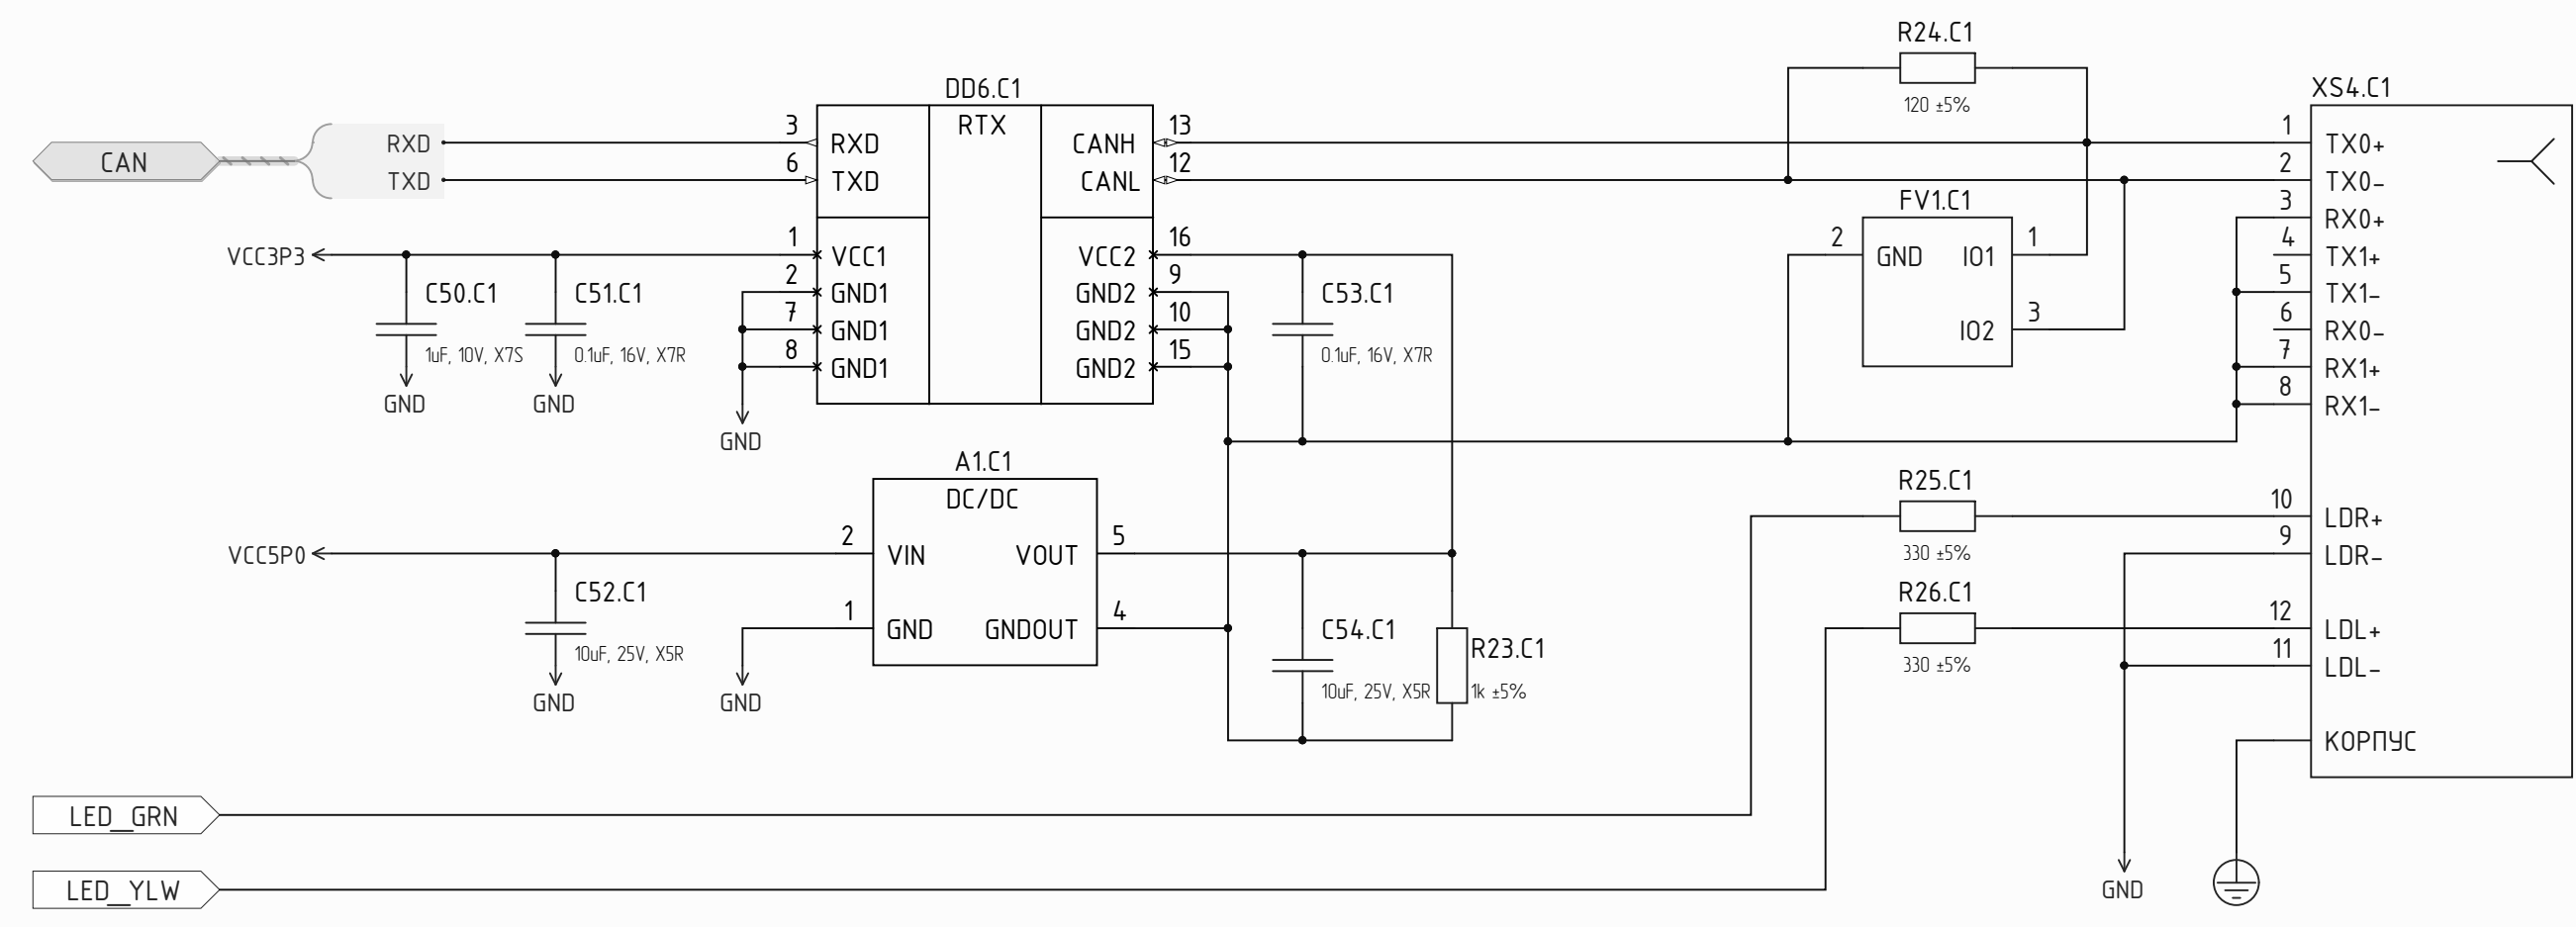 R24.C1
120 ±5%
DD6.C1
RTX
XS4.C1
CAN
RXD
TXD
3
RXD
6
TXD
CANH
13
CANL
12
1
TX0+
2
TX0-
3
RX0+
4
TX1+
5
TX1-
6
RX0-
7
RX1+
8
RX1-
FV1.C1
2
GND
IO1
1
IO2
3
VCC3P3
1
VCC1
2
GND1
7
GND1
8
GND1
VCC2
16
GND2
9
GND2
10
GND2
15
C50.C1
1uF, 10V, X7S
GND
C51.C1
0.1uF, 16V, X7R
GND
GND
C53.C1
0.1uF, 16V, X7R
A1.C1
DC/DC
VCC5P0
2
VIN
VOUT
5
1
GND
GNDOUT
4
C52.C1
10uF, 25V, X5R
GND
GND
C54.C1
10uF, 25V, X5R
R23.C1
1k ±5%
R25.C1
330 ±5%
R26.C1
330 ±5%
10
LDR+
9
LDR-
12
LDL+
11
LDL-
КОРПУС
LED_GRN
LED_YLW
GND